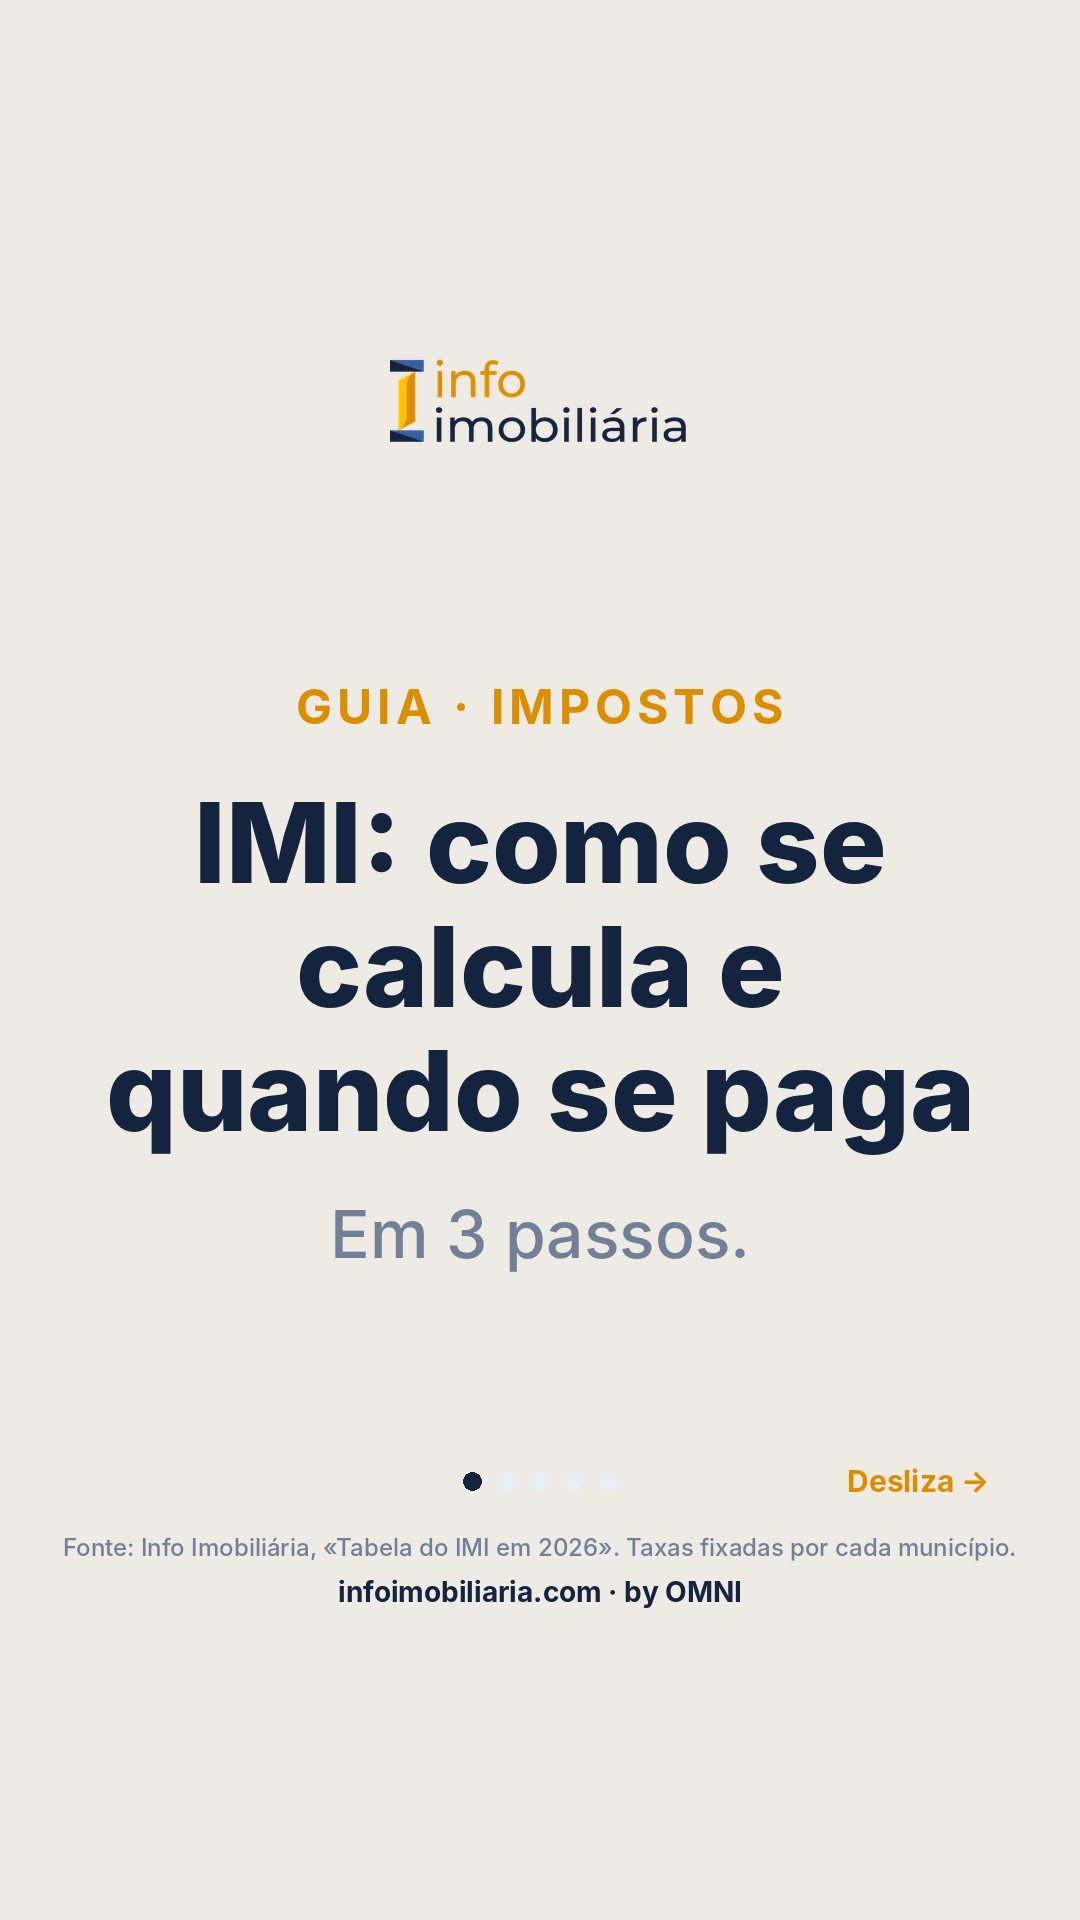 info
imobiliária
GUIA · IMPOSTOS
IMI: como se
calcula e
quando se paga
Em 3 passos.
Desliza →
Fonte: Info Imobiliária, «Tabela do IMI em 2026». Taxas fixadas por cada município.
infoimobiliaria.com · by OMNI